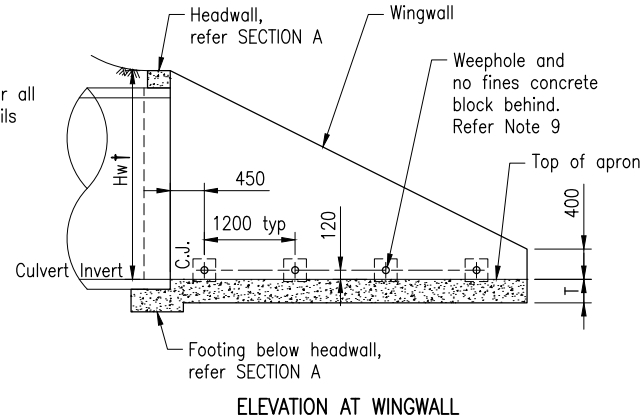 Headwall,
refer SECTION A
Wingwall
Weephole and
no fines concrete
block behind.
Refer Note 9
r all
ils
Top of apron
Hw†
450
1200 typ
120
400
C.J.
Culvert Invert
T
Footing below headwall,
refer SECTION A
ELEVATION AT WINGWALL